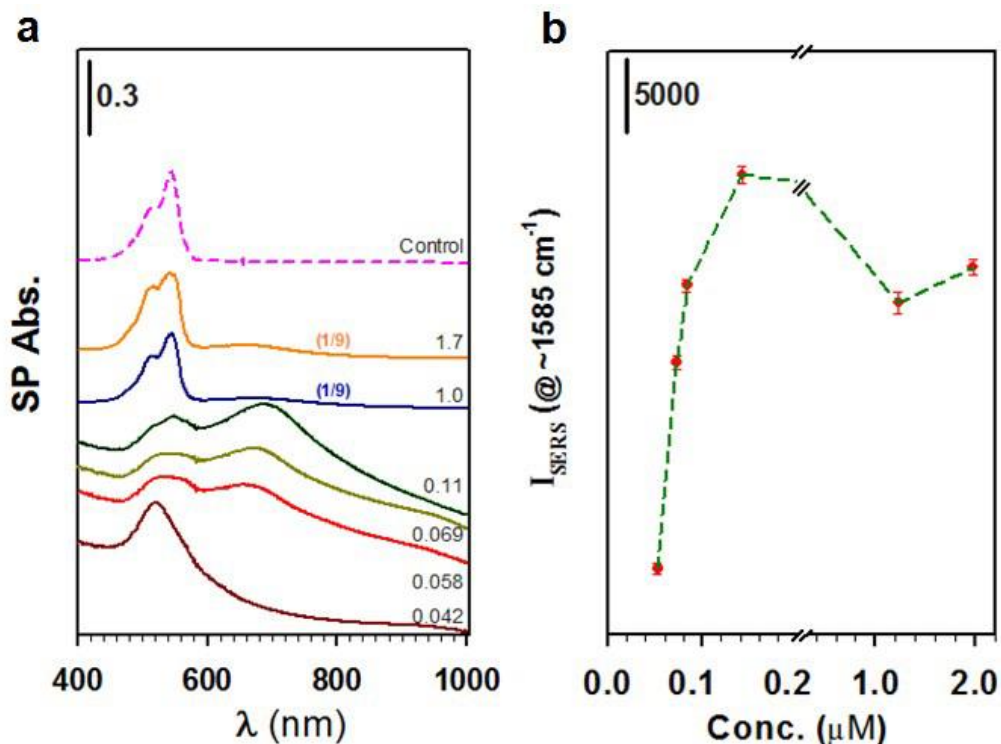 a
0.3
Control
(1/9)
1.7
(1/9)
1.0
0.11
0.069
0.058
0.042
SP Abs.
400 600 800 1000
λ (nm)
b
5000
I_SERS (@ ~1585 cm⁻¹)
0.0 0.1 0.2 1.0 2.0
Conc. (μM)